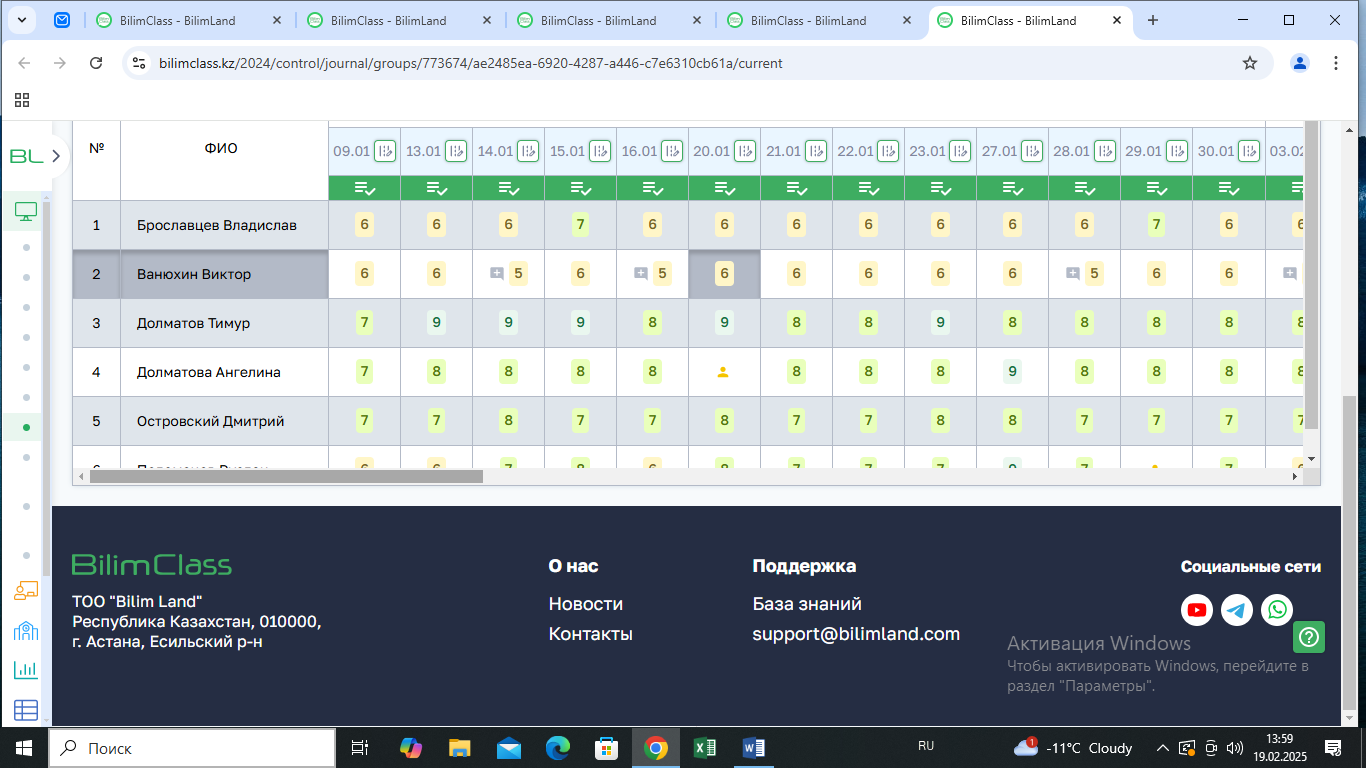 BilimClass - BilimLand
BilimClass - BilimLand
BilimClass - BilimLand
BilimClass - BilimLand
BilimClass - BilimLand
bilimclass.kz/2024/control/journal/groups/773674/ae2485ea-6920-4287-a446-c7e6310cb61a/current
BL
№ ФИО 09.01 13.01 14.01 15.01 16.01 20.01 21.01 22.01 23.01 27.01 28.01 29.01 30.01 03.02
1 Брославцев Владислав 6 6 6 7 6 6 6 6 6 6 6 7 6 6
2 Ванюхин Виктор 6 6 5 6 5 6 6 6 6 6 5 6 6
3 Долматов Тимур 7 9 9 9 8 9 8 8 9 8 8 8 8 8
4 Долматова Ангелина 7 8 8 8 8 8 8 8 9 8 8 8 8
5 Островский Дмитрий 7 7 8 7 7 8 7 7 8 8 7 7 7 7
BilimClass
ТОО "Bilim Land"
Республика Казахстан, 010000,
г. Астана, Есильский р-н
О нас
Новости
Контакты
Поддержка
База знаний
support@bilimland.com
Социальные сети
Активация Windows
Чтобы активировать Windows, перейдите в
раздел "Параметры".
Поиск
RU
1
-11°C Cloudy
13:59
19.02.2025